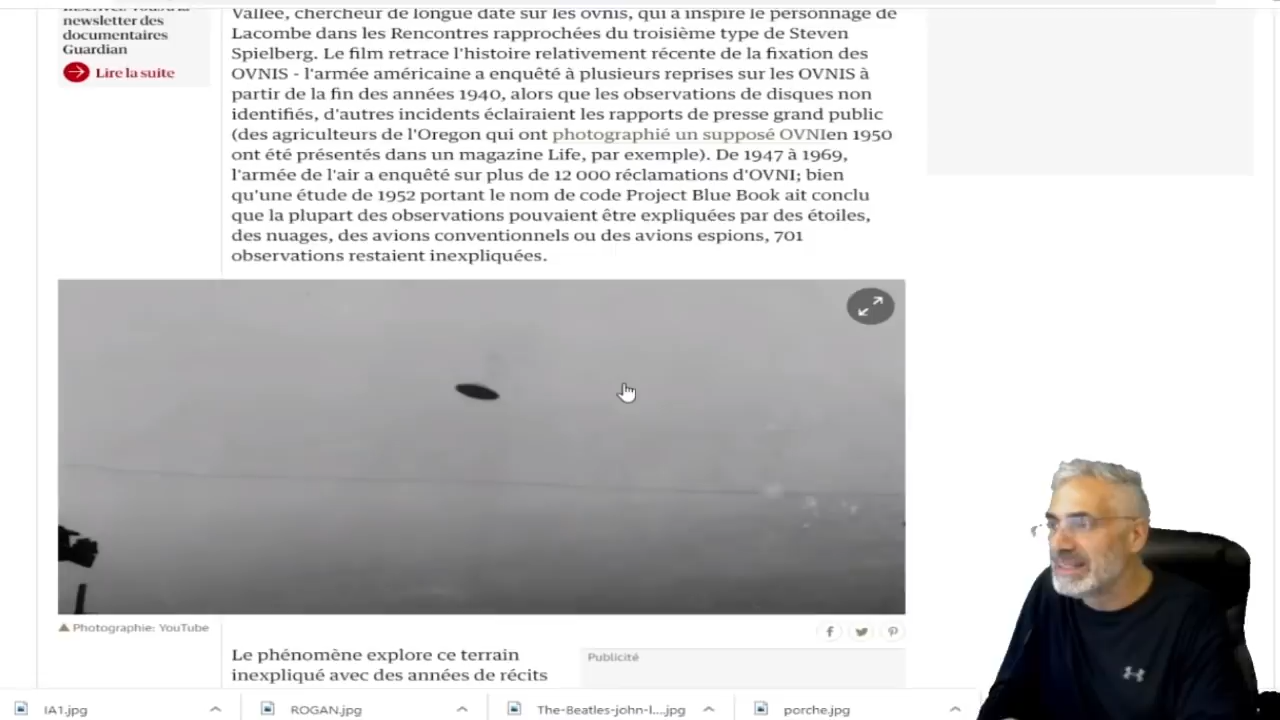 newsletter des
documentaires
Guardian
Lire la suite
Vallée, chercheur de longue date sur les ovnis, qui a inspiré le personnage de
Lacombe dans les Rencontres rapprochées du troisième type de Steven
Spielberg. Le film retrace l'histoire relativement récente de la fixation des
OVNIS - l'armée américaine a enquêté à plusieurs reprises sur les OVNIS à
partir de la fin des années 1940, alors que les observations de disques non
identifiés, d'autres incidents éclairaient les rapports de presse grand public
(des agriculteurs de l'Oregon qui ont photographié un supposé OVNIen 1950
ont été présentés dans un magazine Life, par exemple). De 1947 à 1969,
l'armée de l'air a enquêté sur plus de 12 000 réclamations d'OVNI; bien
qu'une étude de 1952 portant le nom de code Project Blue Book ait conclu
que la plupart des observations pouvaient être expliquées par des étoiles,
des nuages, des avions conventionnels ou des avions espions, 701
observations restaient inexpliquées.
Photographie: YouTube
Le phénomène explore ce terrain
inexpliqué avec des années de récits
Publicité
IA1.jpg
ROGAN.jpg
The-Beatles-john-l....jpg
porche.jpg